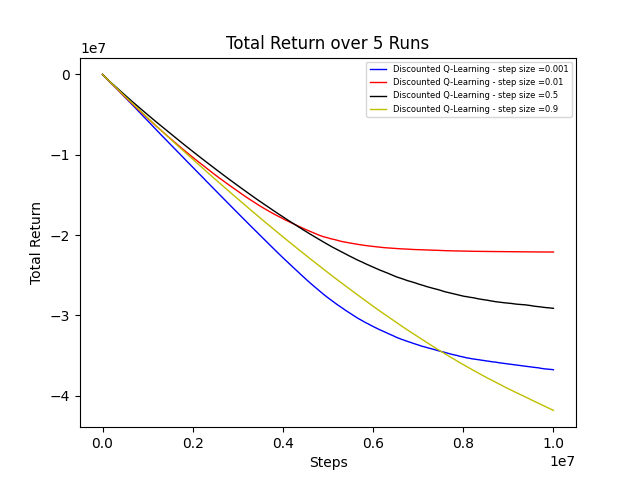 Total Return over 5 Runs
1e7
Discounted Q-Learning - step size =0.001
Discounted Q-Learning - step size =0.01
Discounted Q-Learning - step size =0.5
Discounted Q-Learning - step size =0.9
0
−1
−2
−3
−4
Total Return
0.0 0.2 0.4 0.6 0.8 1.0
Steps
1e7